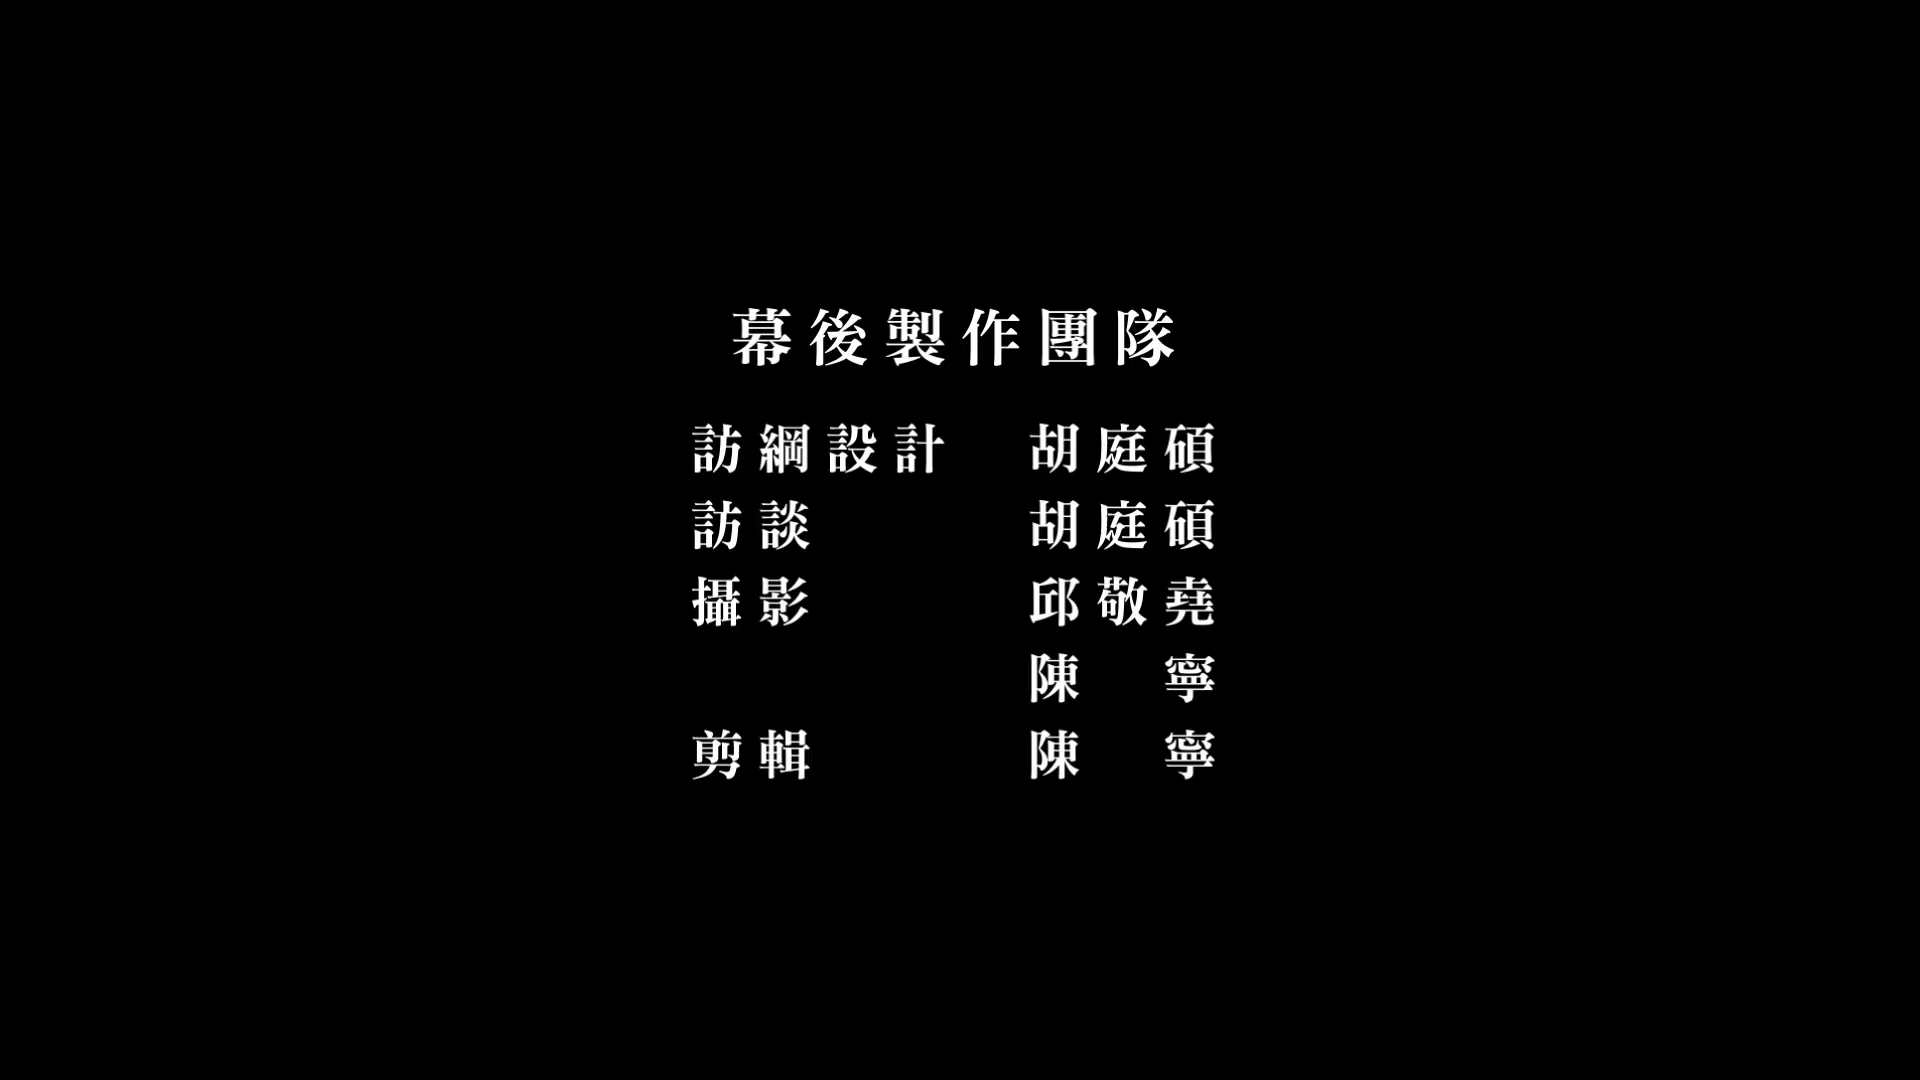 幕後製作團隊
訪綱設計 胡庭碩
訪談 胡庭碩
攝影 邱敬堯
陳 寧
剪輯 陳 寧